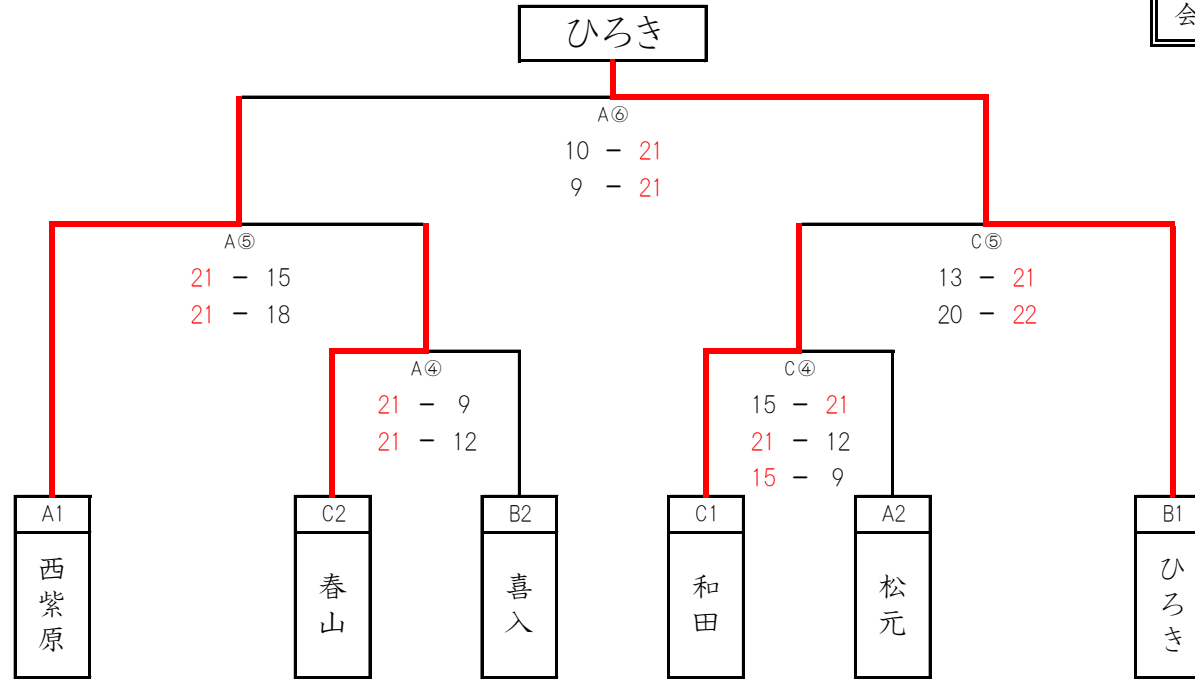 ひろき
会
A⑥
10 － 21
9 － 21
A⑤
21 － 15
21 － 18
C⑤
13 － 21
20 － 22
A④
21 － 9
21 － 12
C④
15 － 21
21 － 12
15 － 9
A1
C2
B2
C1
A2
B1
西紫原
春山
喜入
和田
松元
ひろき